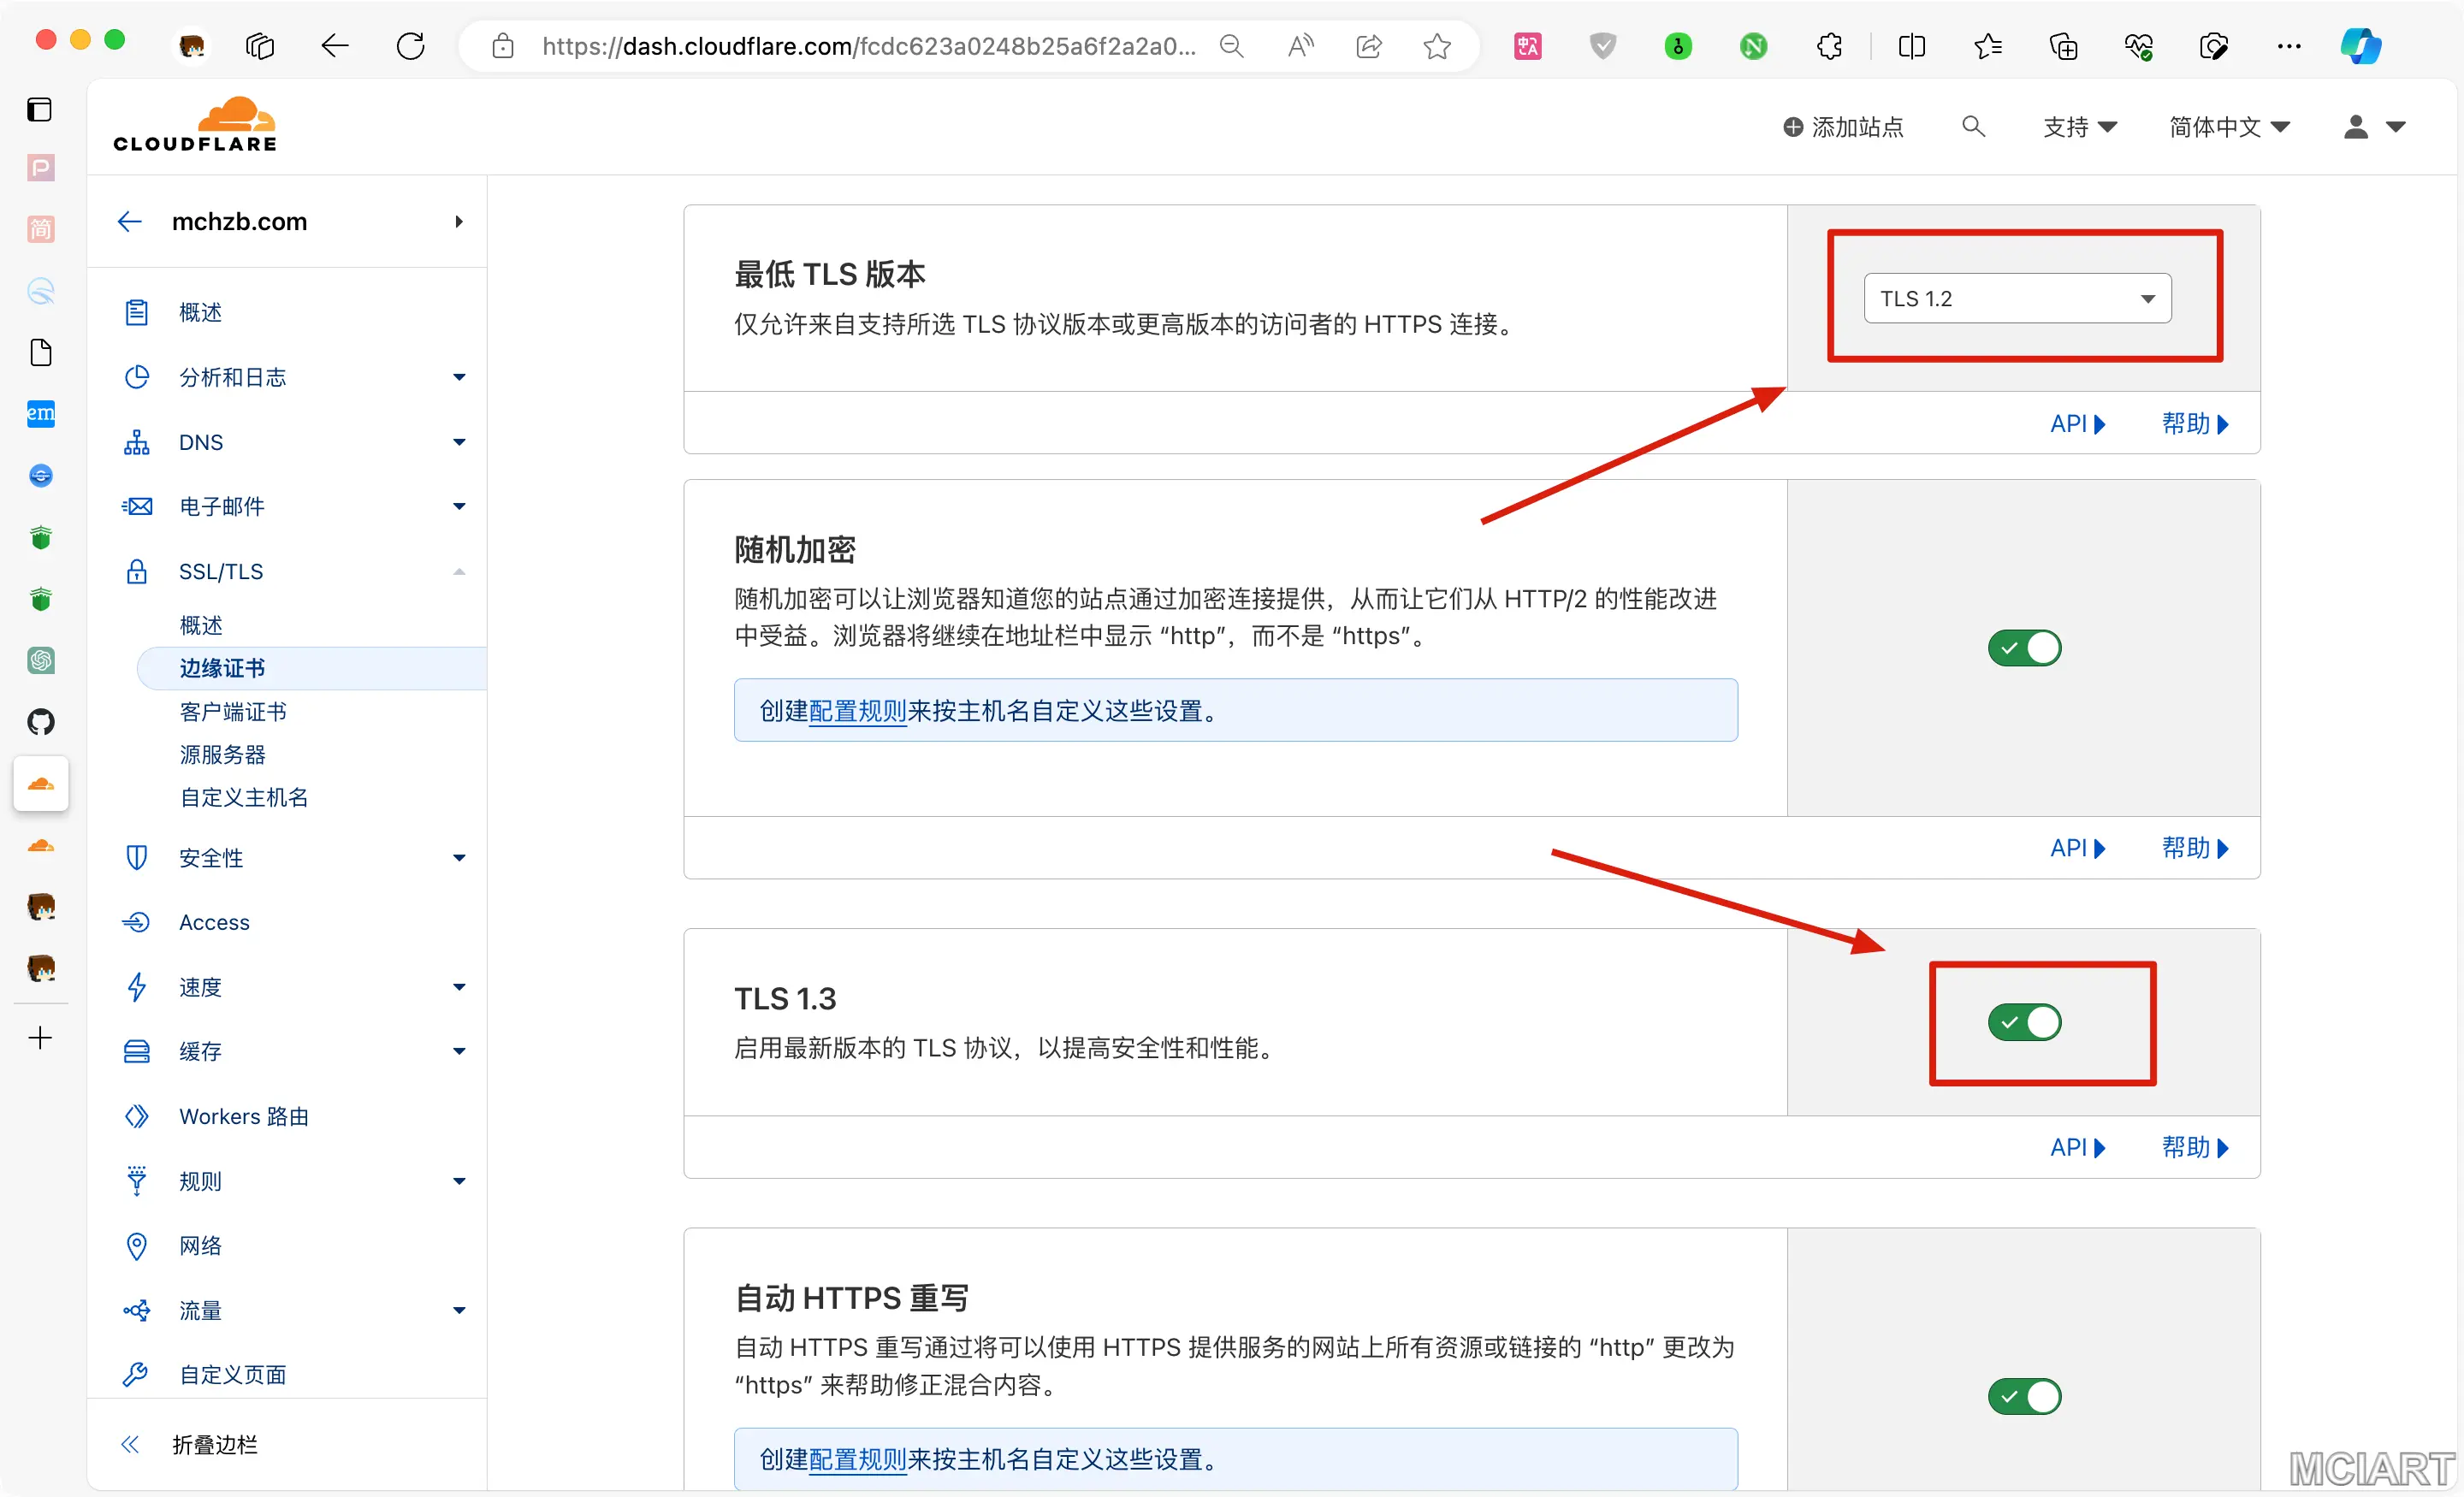 https://dash.cloudflare.com/fcdc623a0248b25a6f2a2a0...
CLOUDFLARE
添加站点
支持
简体中文
mchzb.com
概述
分析和日志
DNS
电子邮件
SSL/TLS
概述
边缘证书
客户端证书
源服务器
自定义主机名
安全性
Access
速度
缓存
Workers 路由
规则
网络
流量
自定义页面
折叠边栏
最低 TLS 版本
仅允许来自支持所选 TLS 协议版本或更高版本的访问者的 HTTPS 连接。
TLS 1.2
API
帮助
随机加密
随机加密可以让浏览器知道您的站点通过加密连接提供，从而让它们从 HTTP/2 的性能改进
中受益。浏览器将继续在地址栏中显示 “http”，而不是 “https”。
创建配置规则来按主机名自定义这些设置。
API
帮助
TLS 1.3
启用最新版本的 TLS 协议，以提高安全性和性能。
API
帮助
自动 HTTPS 重写
自动 HTTPS 重写通过将可以使用 HTTPS 提供服务的网站上所有资源或链接的 “http” 更改为
“https” 来帮助修正混合内容。
创建配置规则来按主机名自定义这些设置。
简
em
MCIART